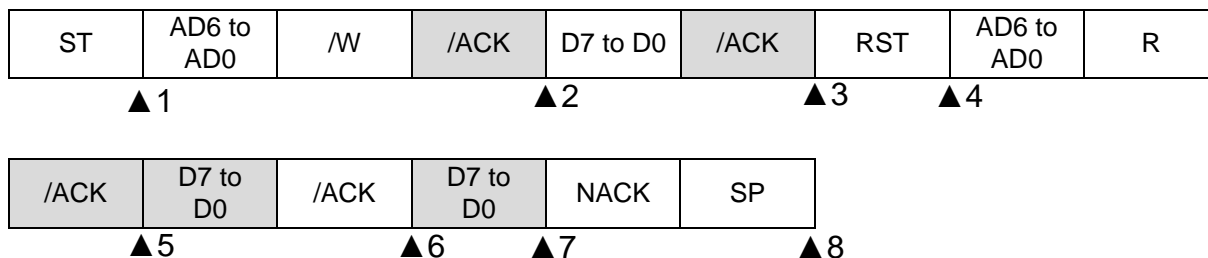 ST AD6 to AD0 /W /ACK D7 to D0 /ACK RST AD6 to AD0 R
▲1 ▲2 ▲3 ▲4
/ACK D7 to D0 /ACK D7 to D0 NACK SP
▲5 ▲6 ▲7 ▲8